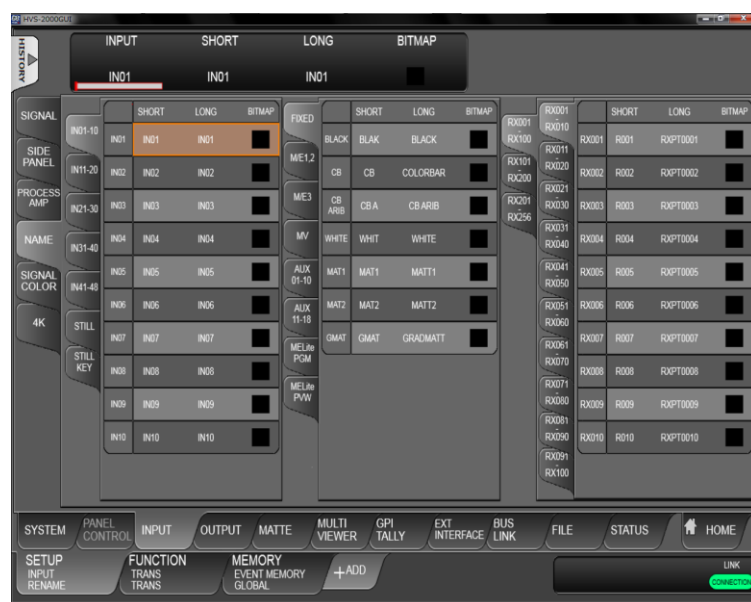 HVS-2000GUI
HISTORY
INPUT SHORT LONG BITMAP
IN01 IN01 IN01
SIGNAL
SIDE PANEL
PROCESS AMP
NAME
SIGNAL COLOR
4K
IN01-10
IN11-20
IN21-30
IN31-40
IN41-48
STILL
STILL KEY
SHORT LONG BITMAP
IN01 IN01 IN01
IN02 IN02 IN02
IN03 IN03 IN03
IN04 IN04 IN04
IN05 IN05 IN05
IN06 IN06 IN06
IN07 IN07 IN07
IN08 IN08 IN08
IN09 IN09 IN09
IN10 IN10 IN10
FIXED
M/E1,2
M/E3
MV
AUX 01-10
AUX 11-18
MELite PGM
MELite PVW
SHORT LONG BITMAP
BLACK BLAK BLACK
CB CB COLORBAR
CB ARIB CB A CB ARIB
WHITE WHIT WHITE
MAT1 MAT1 MATT1
MAT2 MAT2 MATT2
GMAT GMAT GRADMATT
RX001 - RX100
RX101 - RX200
RX201 - RX256
RX001 - RX010
RX011 - RX020
RX021 - RX030
RX031 - RX040
RX041 - RX050
RX051 - RX060
RX061 - RX070
RX071 - RX080
RX081 - RX090
RX091 - RX100
SHORT LONG BITMAP
RX001 R001 RXPT0001
RX002 R002 RXPT0002
RX003 R003 RXPT0003
RX004 R004 RXPT0004
RX005 R005 RXPT0005
RX006 R006 RXPT0006
RX007 R007 RXPT0007
RX008 R008 RXPT0008
RX009 R009 RXPT0009
RX010 R010 RXPT0010
SYSTEM
PANEL CONTROL
INPUT
OUTPUT
MATTE
MULTI VIEWER
GPI TALLY
EXT INTERFACE
BUS LINK
FILE
STATUS
HOME
SETUP
INPUT
RENAME
FUNCTION
TRANS
TRANS
MEMORY
EVENT MEMORY
GLOBAL
+ADD
LINK
CONNECTION